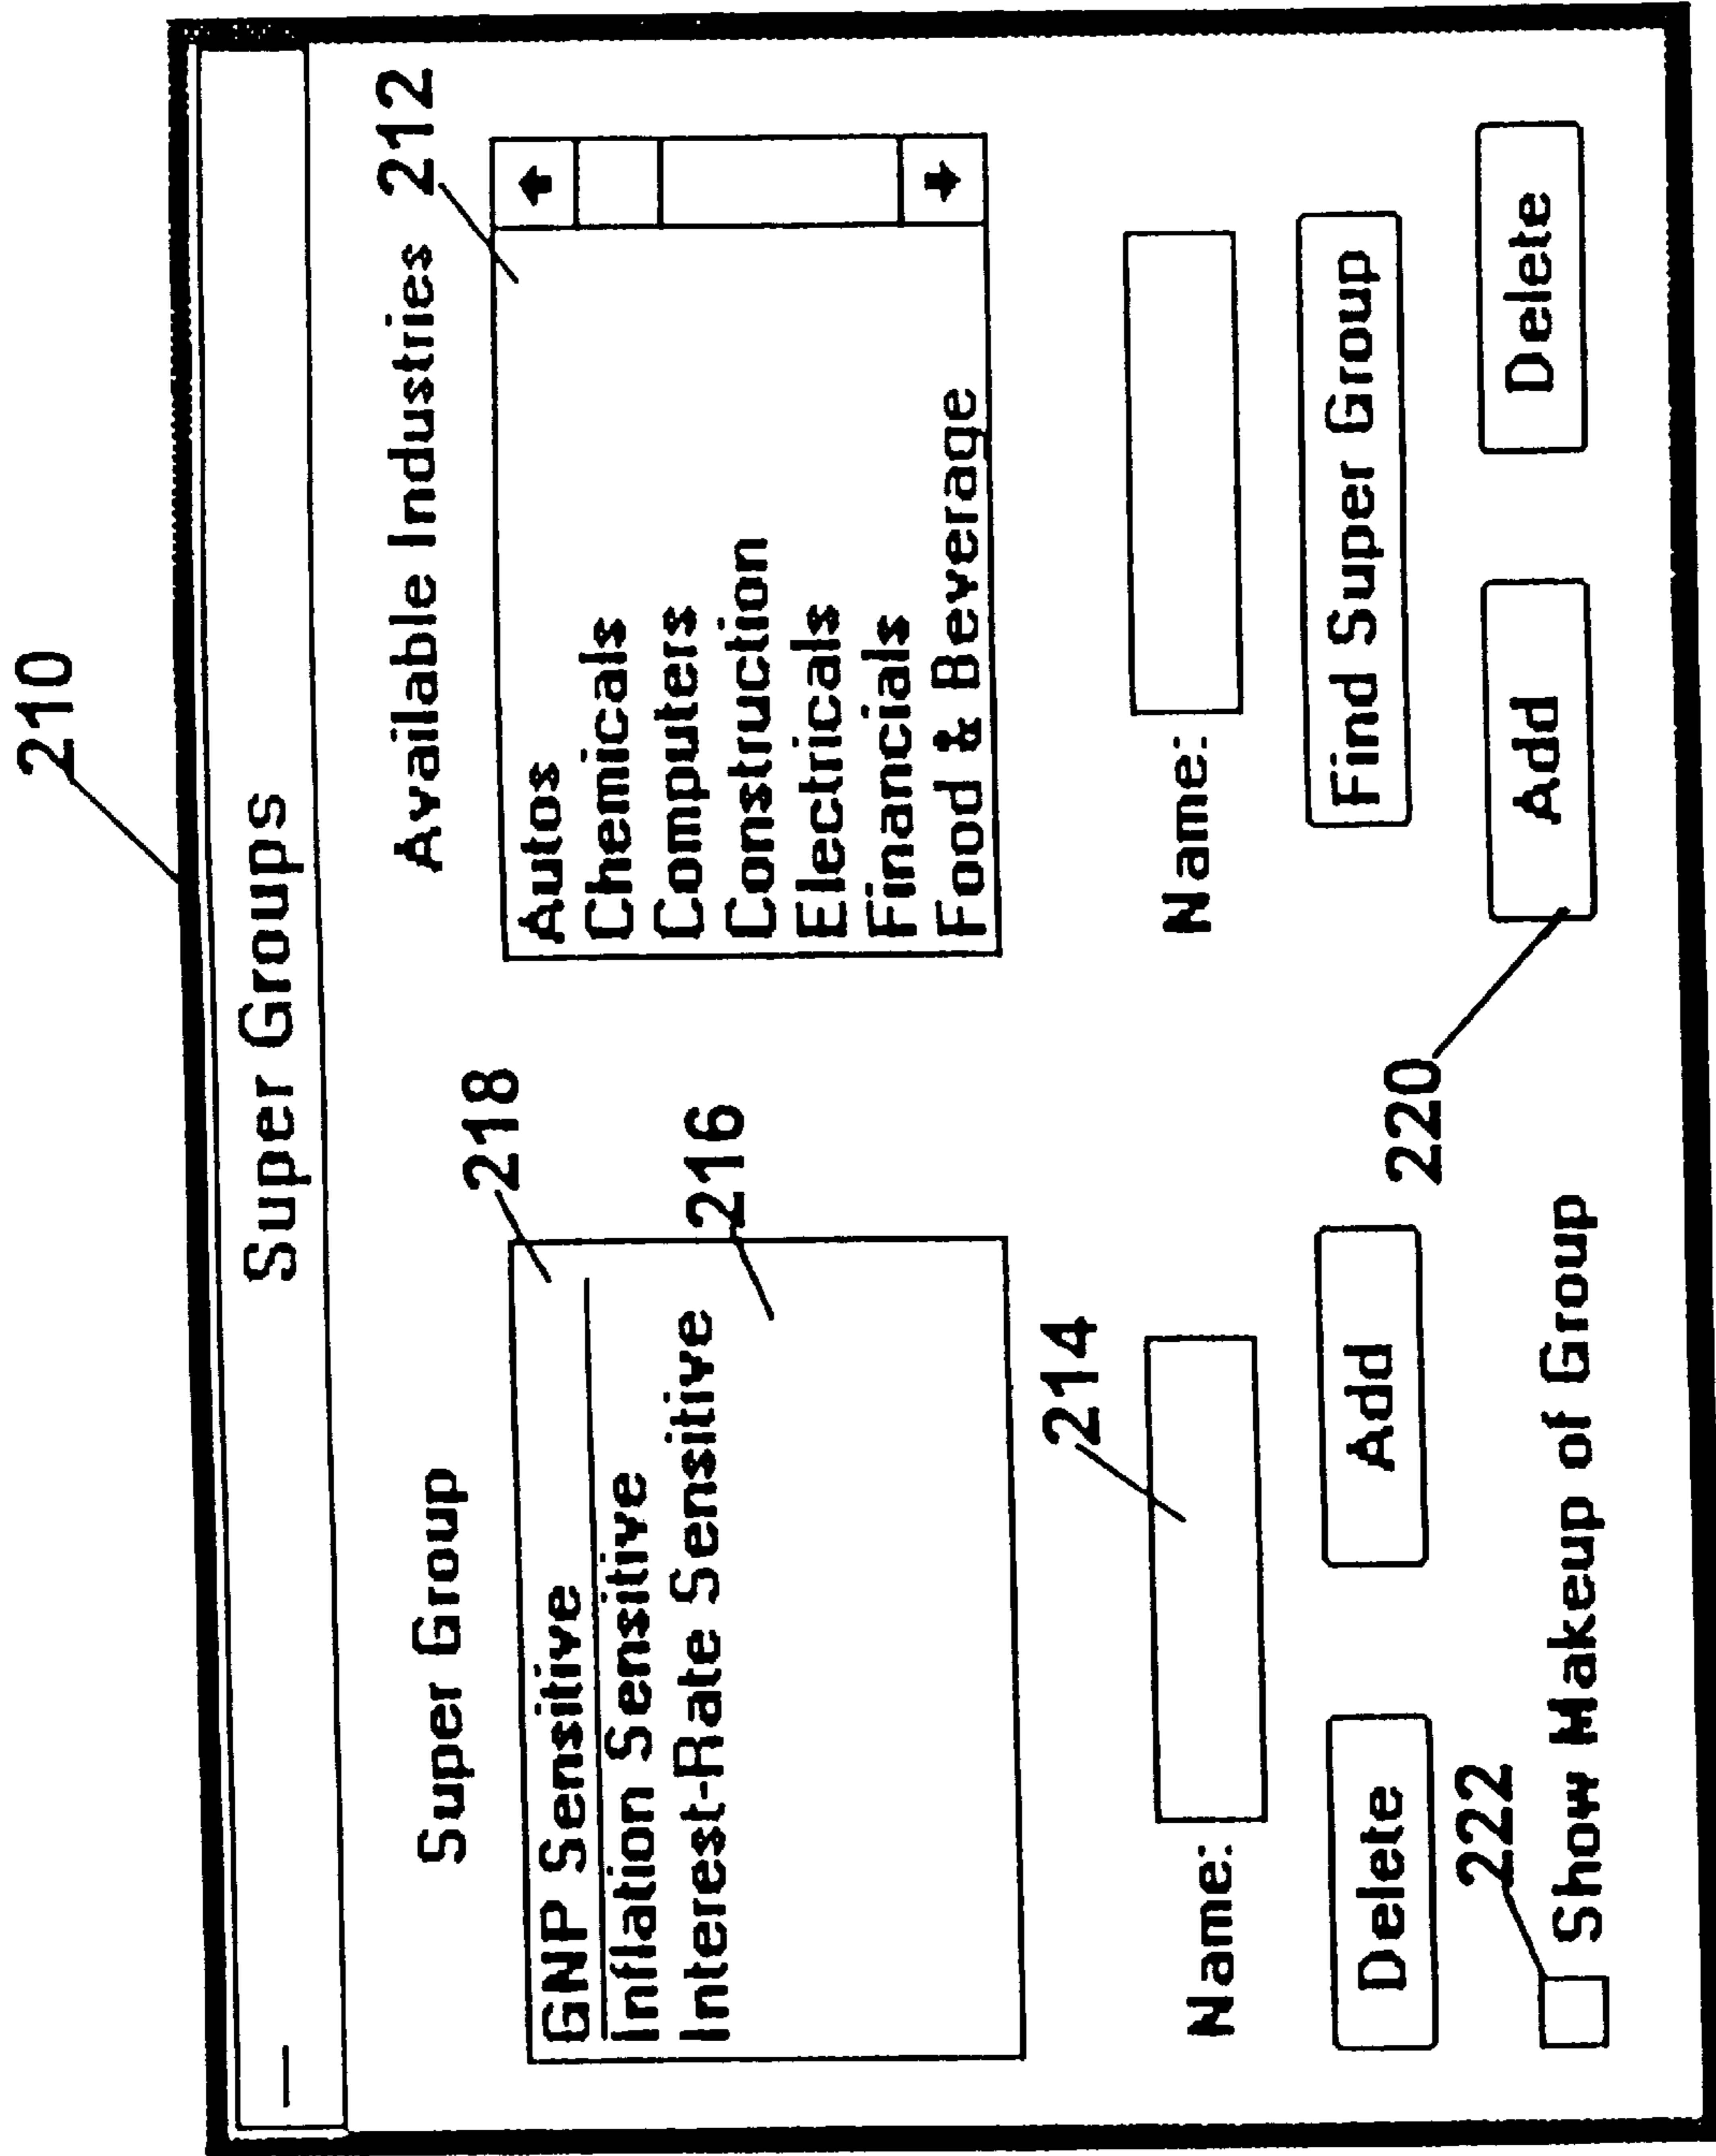 210
Super Groups
Super Group
218
GNP Sensitive
Inflation Sensitive
Interest-Rate Sensitive
216
214
Name:
Delete
Add
222
Show Makeup of Group
Available Industries
212
Autos
Chemicals
Computers
Construction
Electricals
Financials
Food & Beverage
Name:
Find Super Group
220
Add
Delete